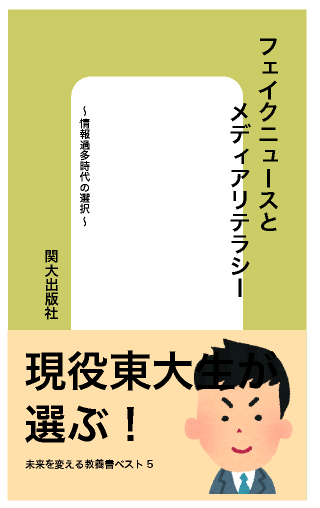 フェイクニュースと
メディアリテラシー
～情報過多時代の選択～
関大出版社
現役東大生が
選ぶ！
未来を変える教養書ベスト５